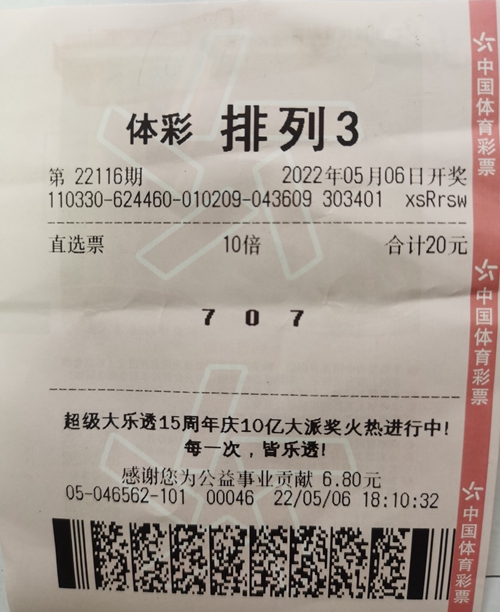 体彩 排列3
第 22116期 2022年05月06日开奖
110330-624460-010209-043609 303401 xsRrsw
直选票 10倍 合计20元
7 0 7
超级大乐透15周年庆10亿大派奖火热进行中!
每一次，皆乐透!
感谢您为公益事业贡献 6.80元
05-046562-101 00046 22/05/06 18:10:32
中国体育彩票
中国体育彩票
中国体育彩票